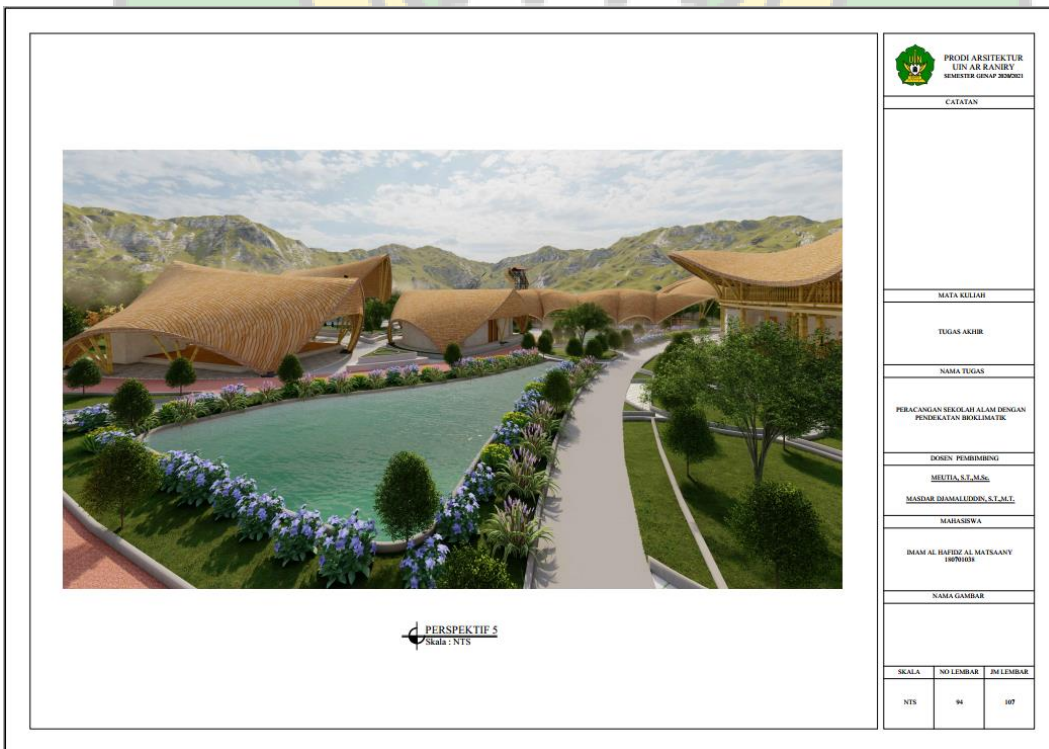 PERSPEKTIF 5
Skala : NTS
UIN
PRODI ARSITEKTUR
UIN AR RANIRY
SEMESTER GENAP 2020/2021
CATATAN
MATA KULIAH
TUGAS AKHIR
NAMA TUGAS
PERACANGAN SEKOLAH ALAM DENGAN
PENDEKATAN BIOKLIMATIK
DOSEN PEMBIMBING
MEUTIA, S.T.,M.Sc.
MASDAR DJAMALUDDIN, S.T.,M.T.
MAHASISWA
IMAM AL HAFIDZ AL MATSAANY
180701038
NAMA GAMBAR
SKALA NO LEMBAR JM LEMBAR
NTS 94 107